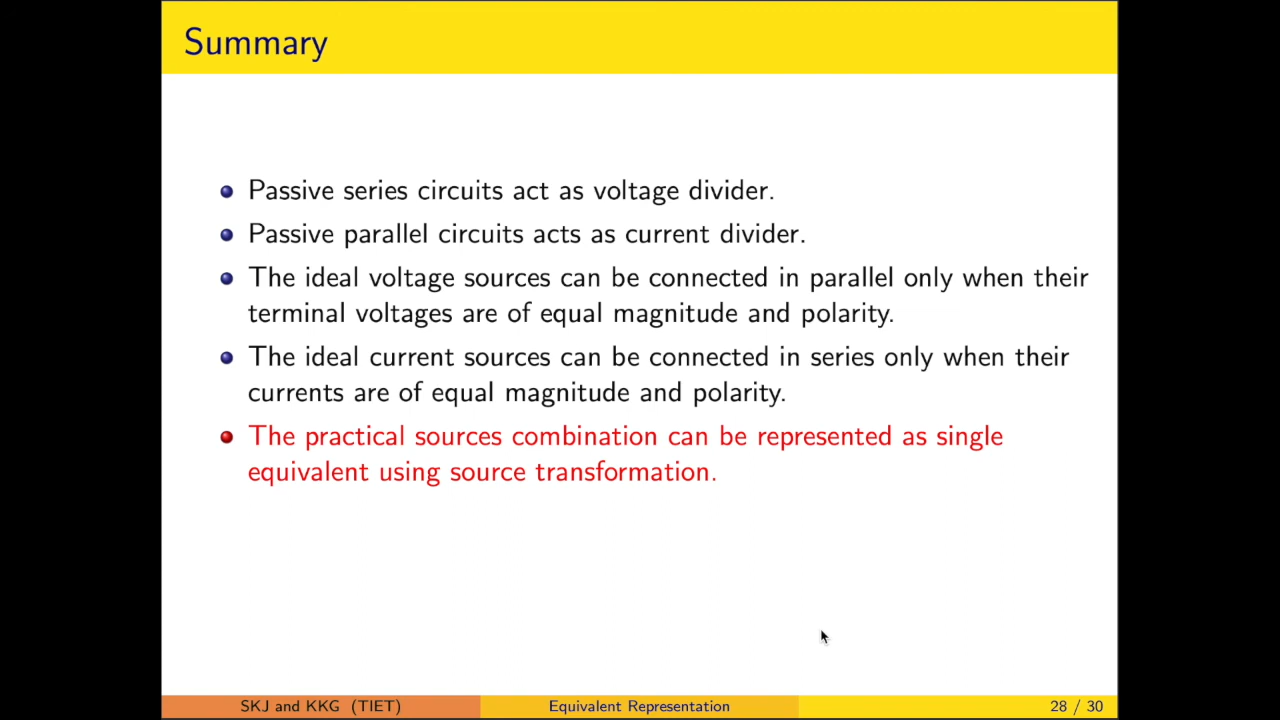 Summary
Passive series circuits act as voltage divider.
Passive parallel circuits acts as current divider.
The ideal voltage sources can be connected in parallel only when their
terminal voltages are of equal magnitude and polarity.
The ideal current sources can be connected in series only when their
currents are of equal magnitude and polarity.
The practical sources combination can be represented as single
equivalent using source transformation.
SKJ and KKG (TIET) Equivalent Representation 28 / 30